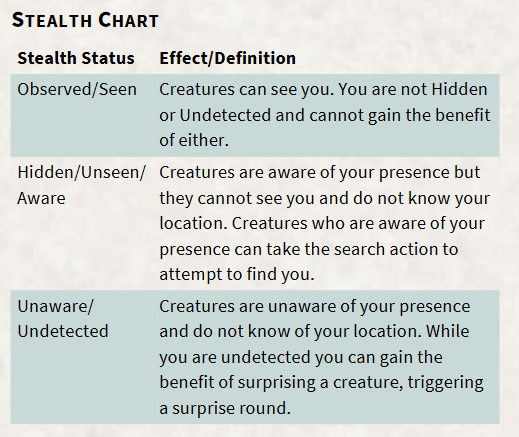 STEALTH CHART
Stealth Status Effect/Definition
Observed/Seen Creatures can see you. You are not Hidden
or Undetected and cannot gain the benefit
of either.
Hidden/Unseen/ Creatures are aware of your presence but
Aware they cannot see you and do not know your
location. Creatures who are aware of your
presence can take the search action to
attempt to find you.
Unaware/ Creatures are unaware of your presence
Undetected and do not know of your location. While
you are undetected you can gain the
benefit of surprising a creature, triggering
a surprise round.